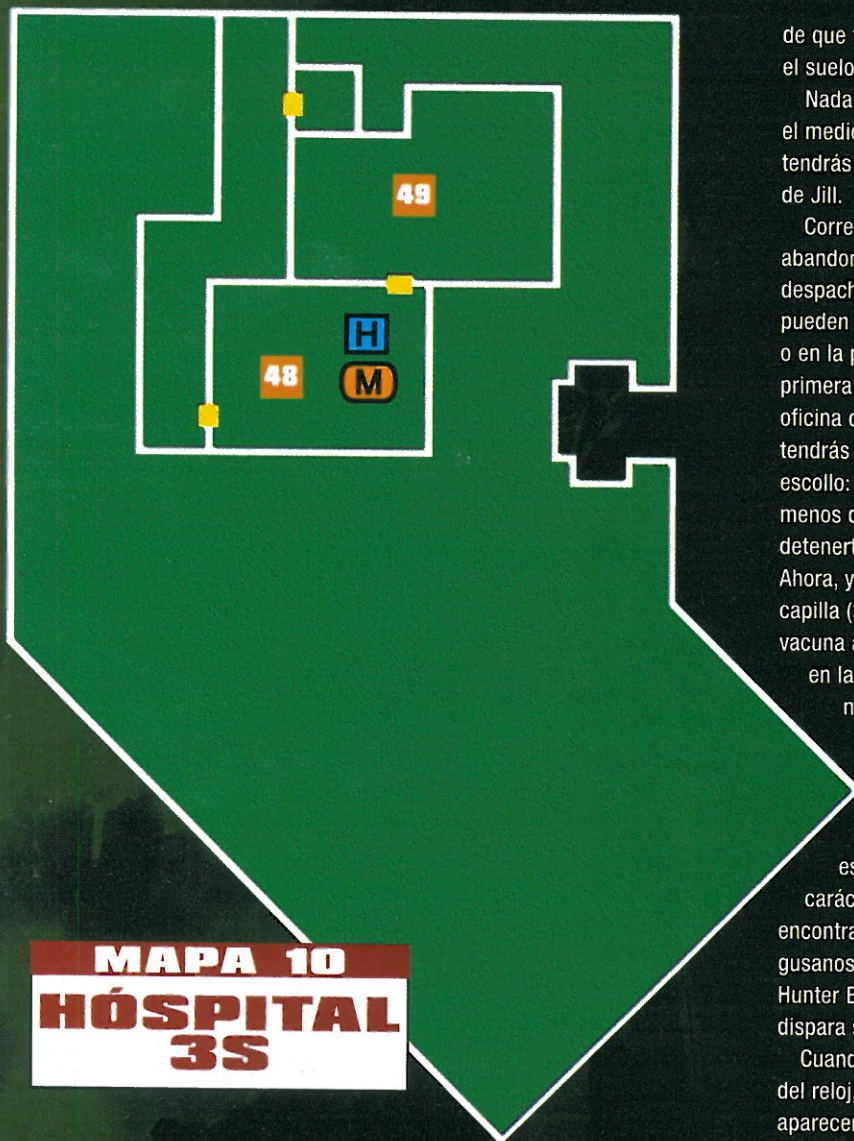 49
H
48
M
MAPA 10
HÓSPITAL
3S
de que t
el suelo
Nada
el medio
tendrás
de Jill.
Corre
abandon
despach
pueden
o en la p
primera
oficina d
tendrás
escollo:
menos d
detenert
Ahora, y
capilla (
vacuna a
en la
n
es
carác
encontra
gusanos
Hunter
dispara s
Cuand
del reloj,
aparecen